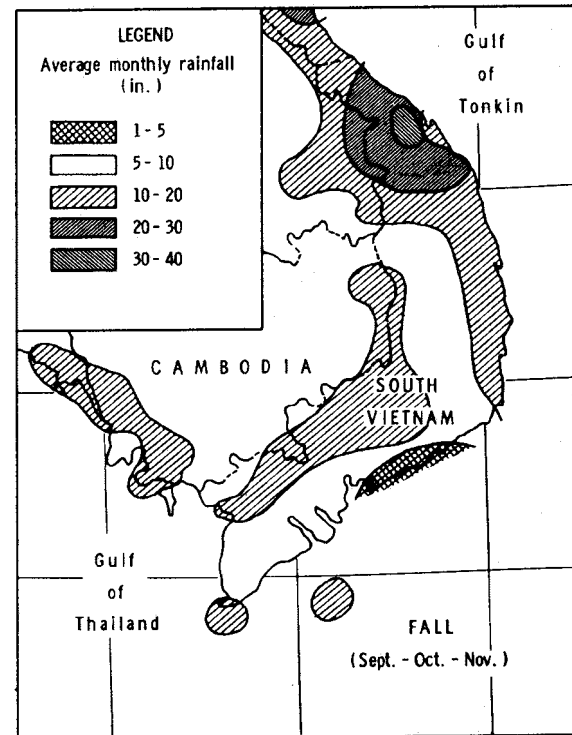 LEGEND
Average monthly rainfall
(in.)
1 - 5
5 - 10
10 - 20
20 - 30
30 - 40
Gulf
of
Tonkin
CAMBODIA
SOUTH
VIETNAM
Gulf
of
Thailand
FALL
(Sept. - Oct. - Nov.)